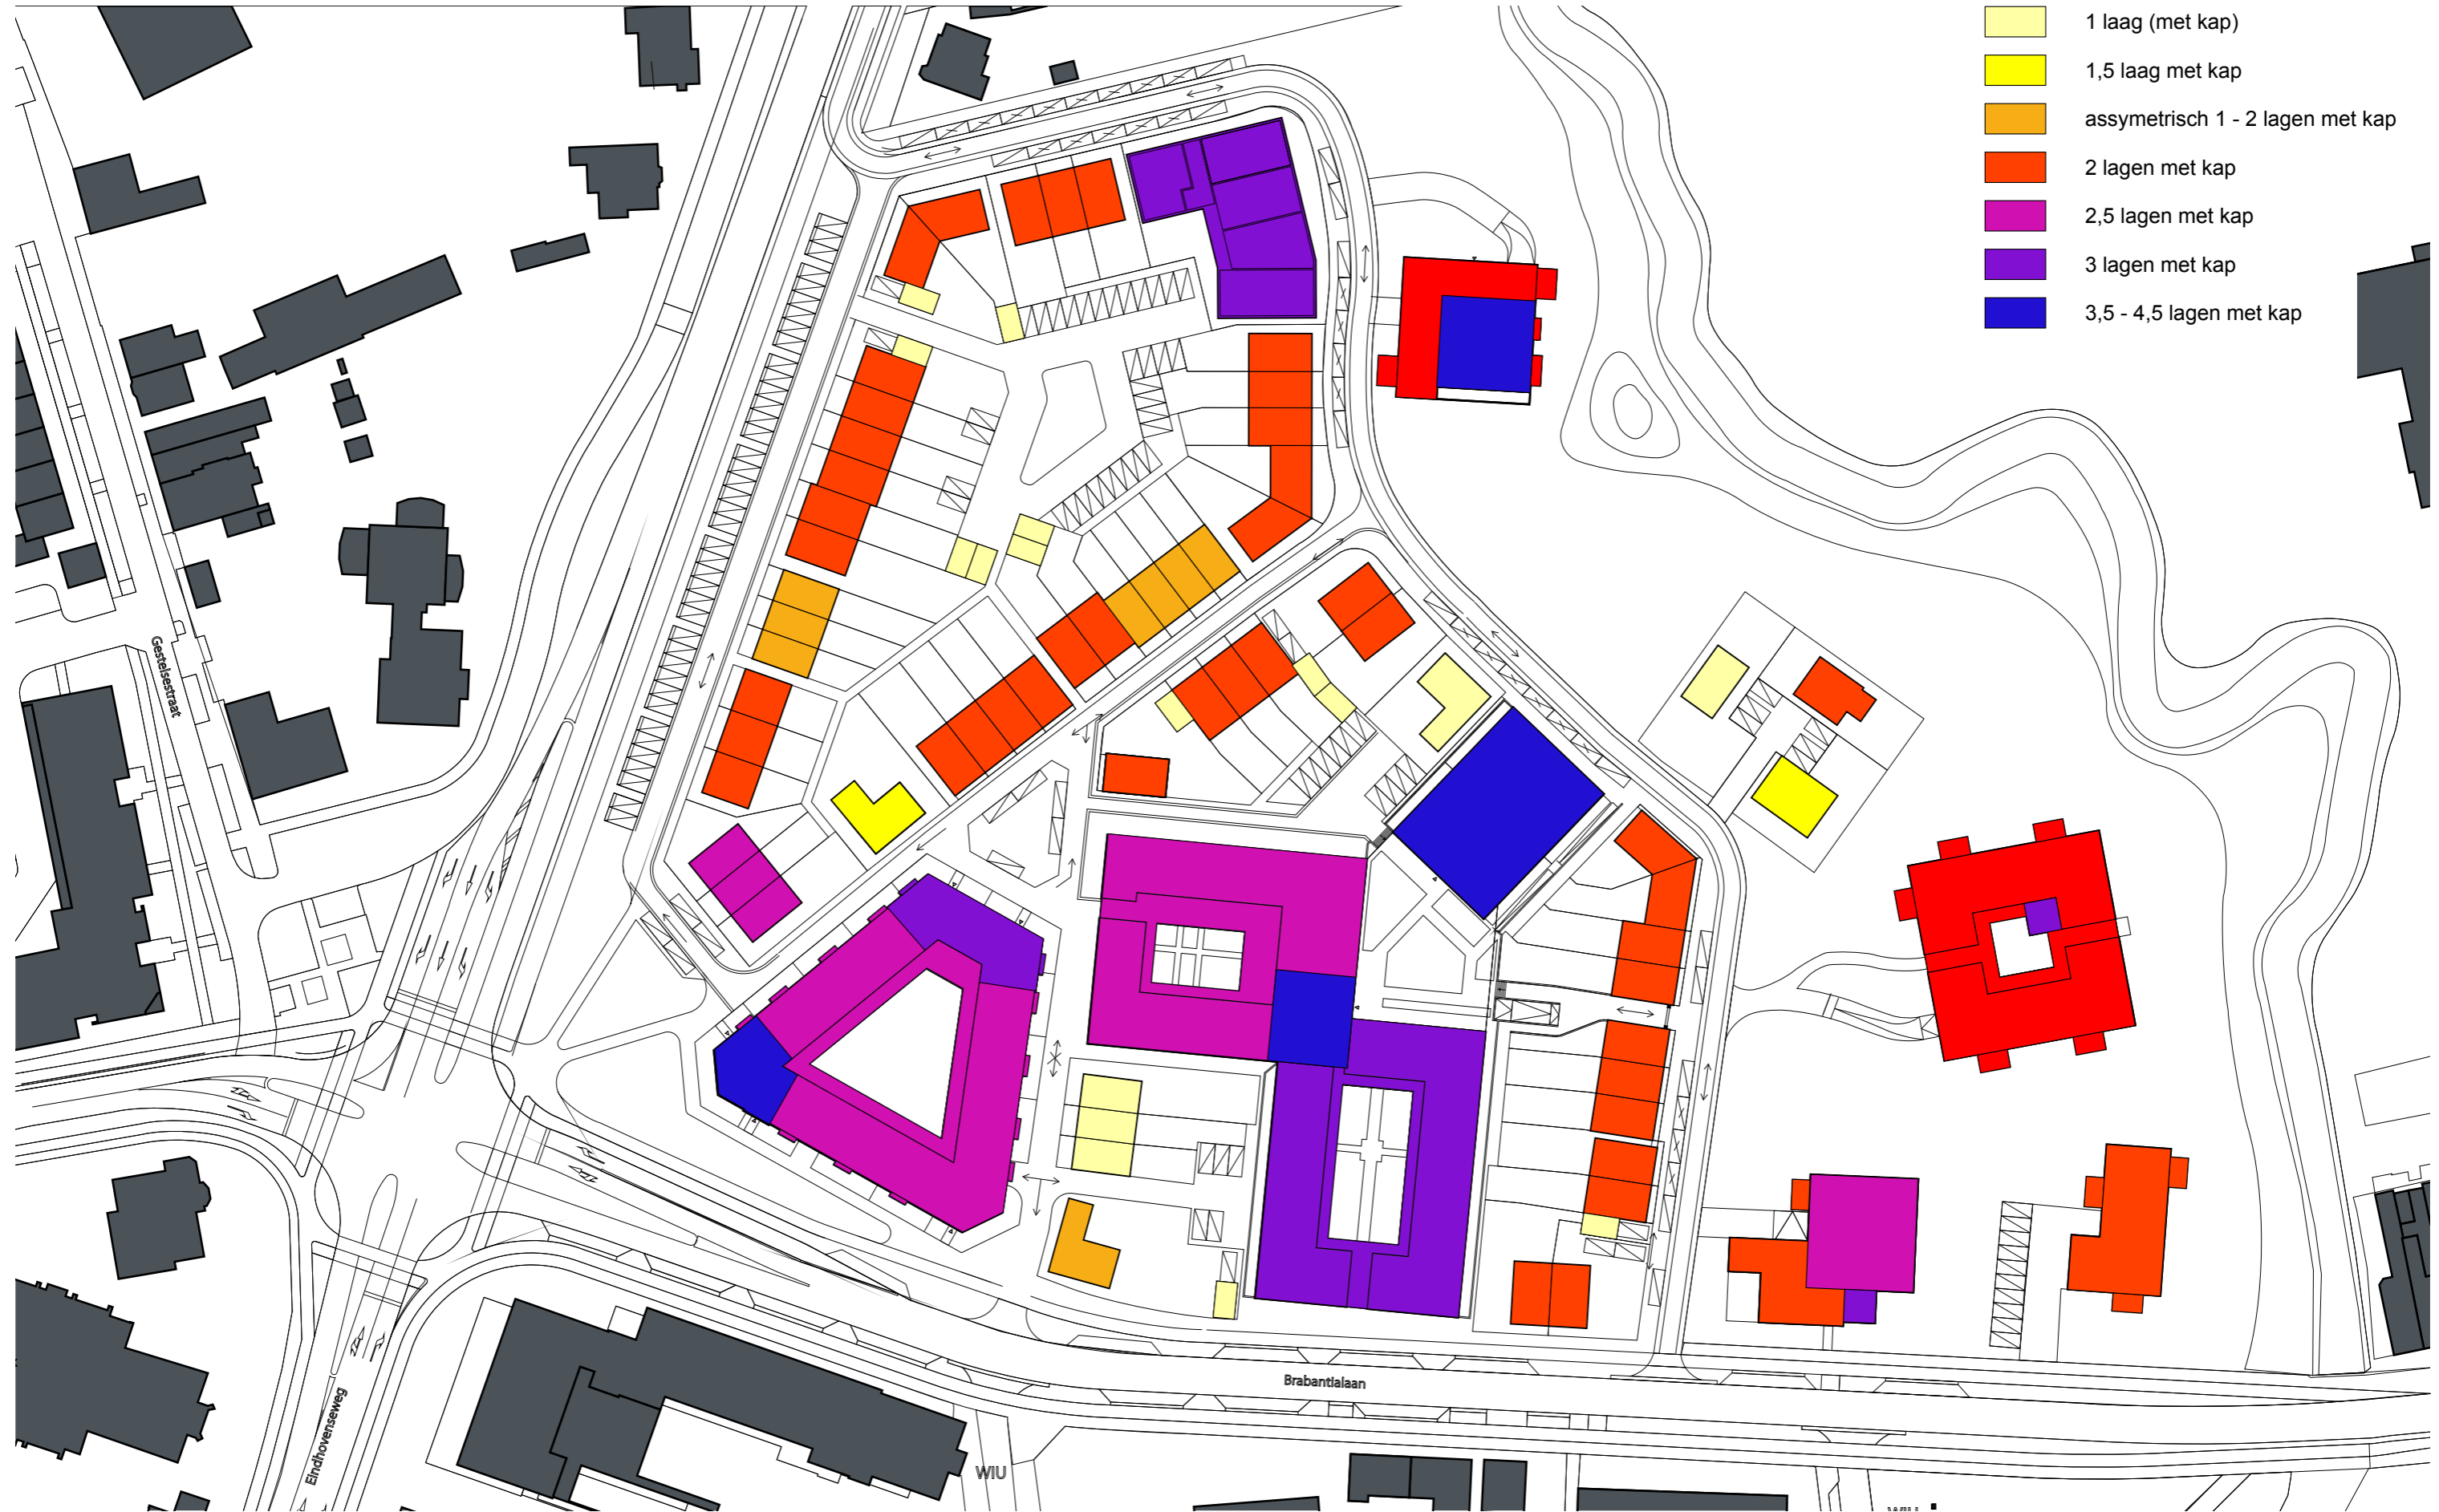 1 laag (met kap)
1,5 laag met kap
assymetrisch 1 - 2 lagen met kap
2 lagen met kap
2,5 lagen met kap
3 lagen met kap
3,5 - 4,5 lagen met kap
Gestelsestraat
Brabantialaan
Eindhovenseweg
WIU